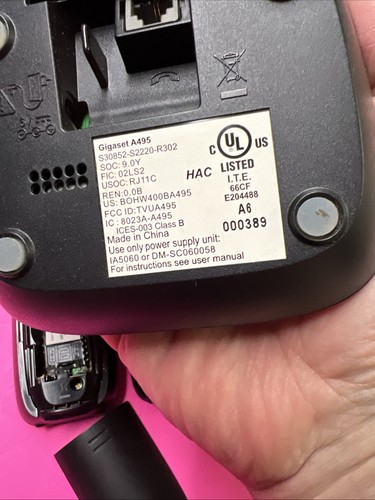 Gigaset A495
S30852-S2220-R302
SOC: 9.0Y
FIC: 02LS2
USOC: RJ11C
REN: 0.0B
US: BOHW400BA495
FCC ID: TVUA495
IC : 8023A-A495
ICES-003 Class B
Made in China
Use only power supply unit:
IA5060 or DM-SC060058
For instructions see user manual
HAC
C UL US
LISTED
I.T.E.
66CF
E204488
A6
000389